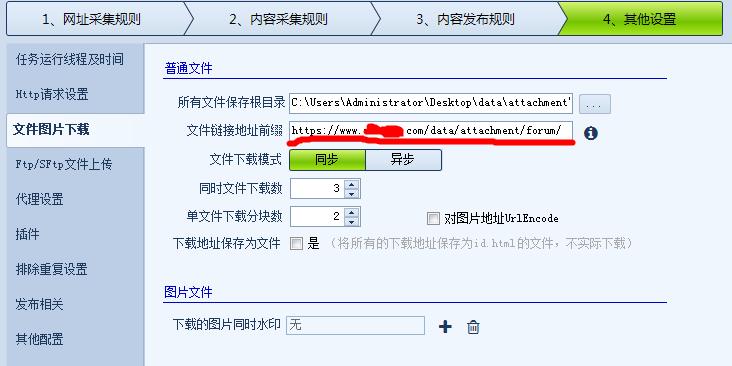 1、网址采集规则
2、内容采集规则
3、内容发布规则
4、其他设置
任务运行线程及时间
Http请求设置
文件图片下载
Ftp/SFtp文件上传
代理设置
插件
排除重复设置
发布相关
其他配置
普通文件
所有文件保存根目录 C:\Users\Administrator\Desktop\data\attachment\ ...
文件链接地址前缀 https://www. .com/data/attachment/forum/
文件下载模式 同步 异步
同时文件下载数 3
单文件下载分块数 2 对图片地址UrlEncode
下载地址保存为文件 是 (将所有的下载地址保存为id.html的文件,不实际下载)
图片文件
下载的图片同时水印 无